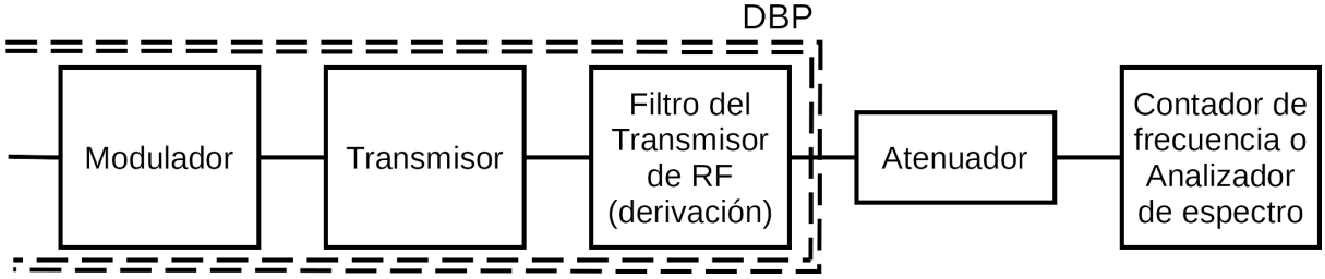 DBP
Modulador
Transmisor
Filtro del
Transmisor
de RF
(derivación)
Atenuador
Contador de
frecuencia o
Analizador
de espectro